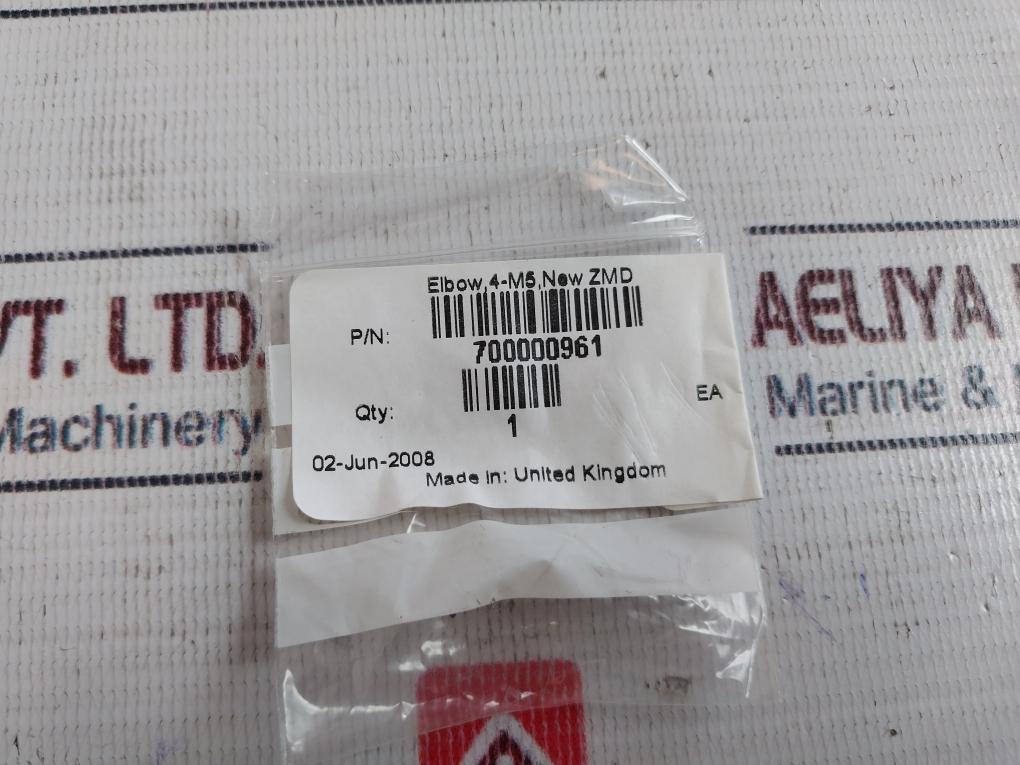 Elbow,4-M5,New ZMD
P/N:
700000961
Qty:
1
EA
02-Jun-2008
Made in: United Kingdom
VT. LTD.
Machinery
AELIYA
Marine &